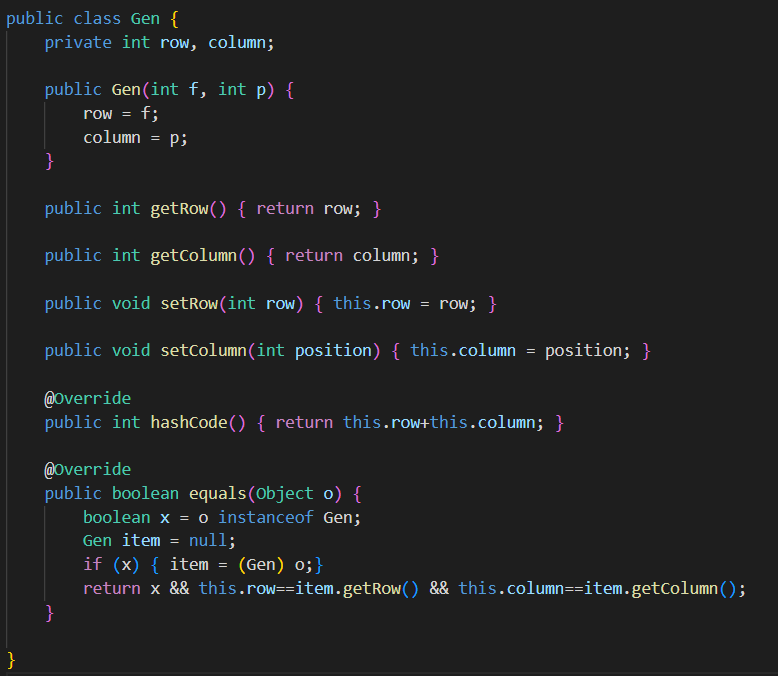 public class Gen {
    private int row, column;

    public Gen(int f, int p) {
        row = f;
        column = p;
    }

    public int getRow() { return row; }

    public int getColumn() { return column; }

    public void setRow(int row) { this.row = row; }

    public void setColumn(int position) { this.column = position; }

    @Override
    public int hashCode() { return this.row+this.column; }

    @Override
    public boolean equals(Object o) {
        boolean x = o instanceof Gen;
        Gen item = null;
        if (x) { item = (Gen) o;}
        return x && this.row==item.getRow() && this.column==item.getColumn();
    }

}